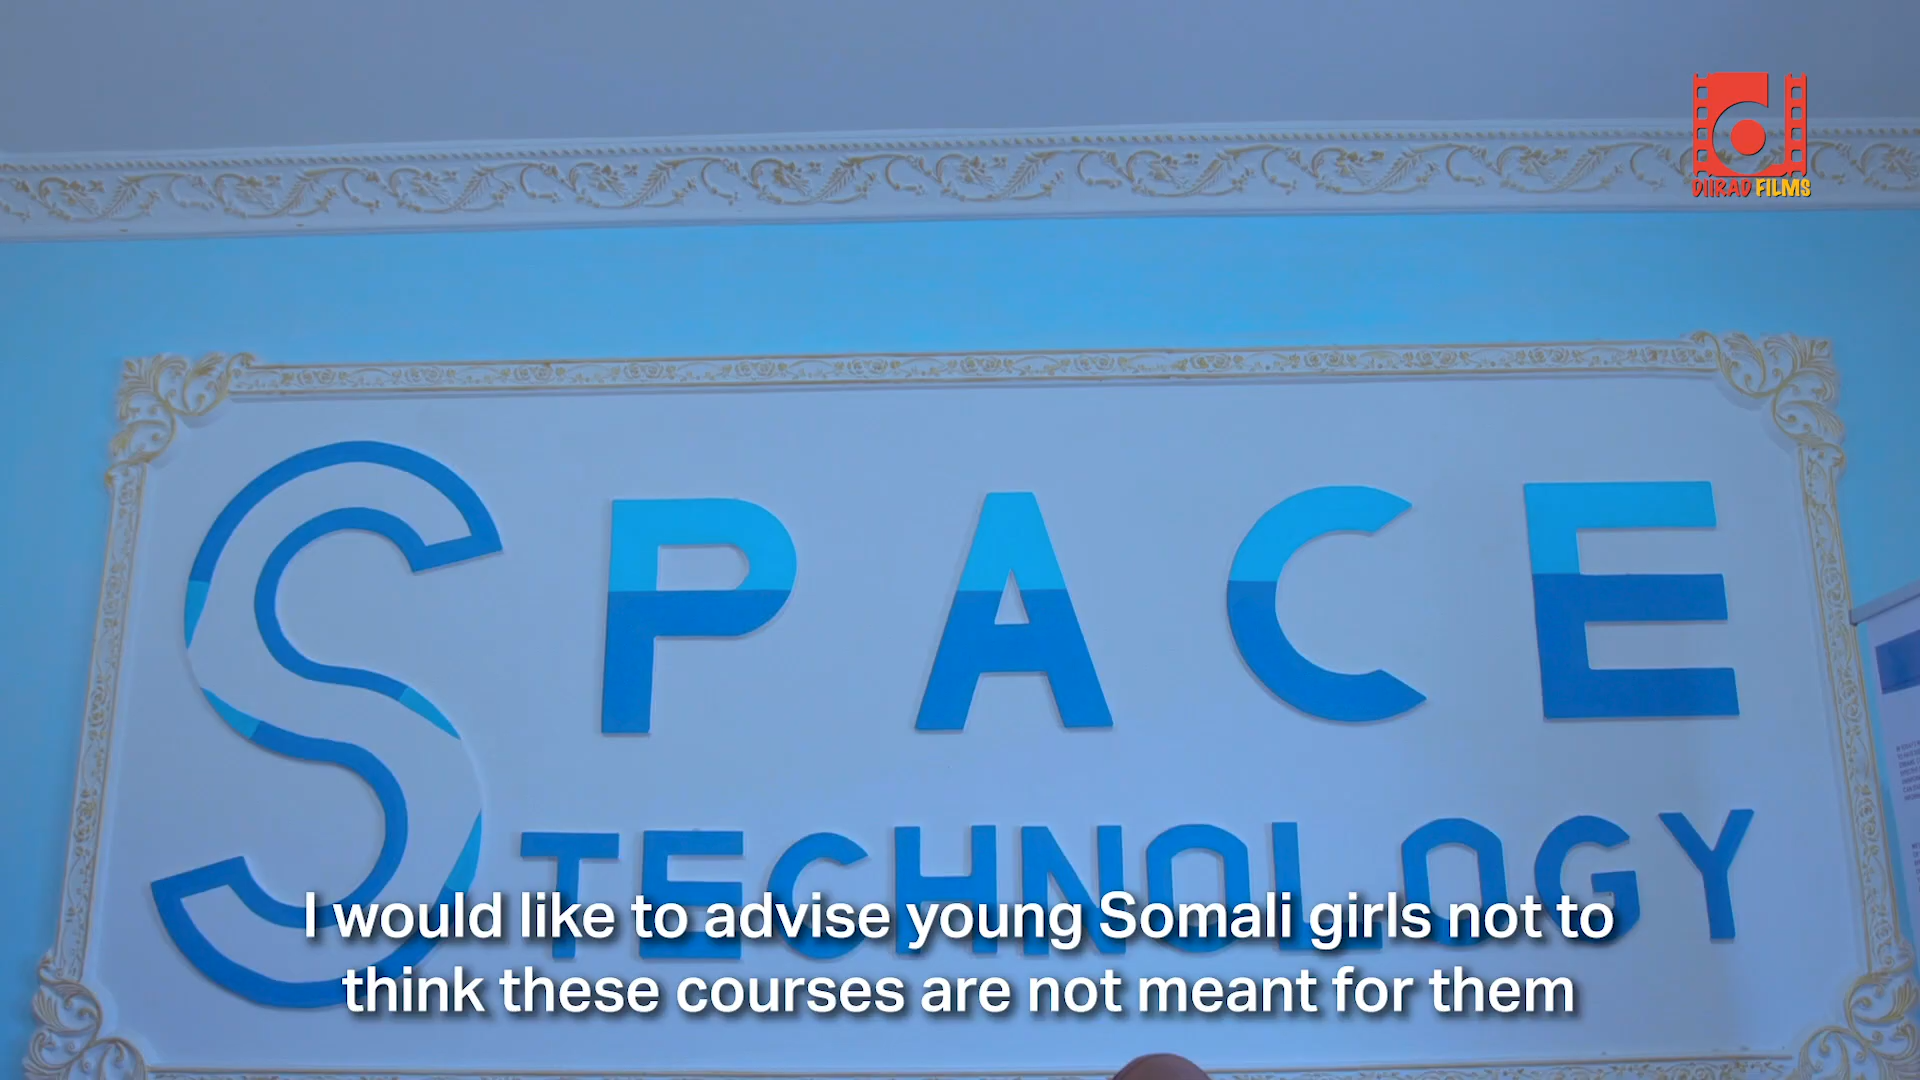 DIIRAD FILMS
SPACE
TECHNOLOGY
I would like to advise young Somali girls not to
think these courses are not meant for them